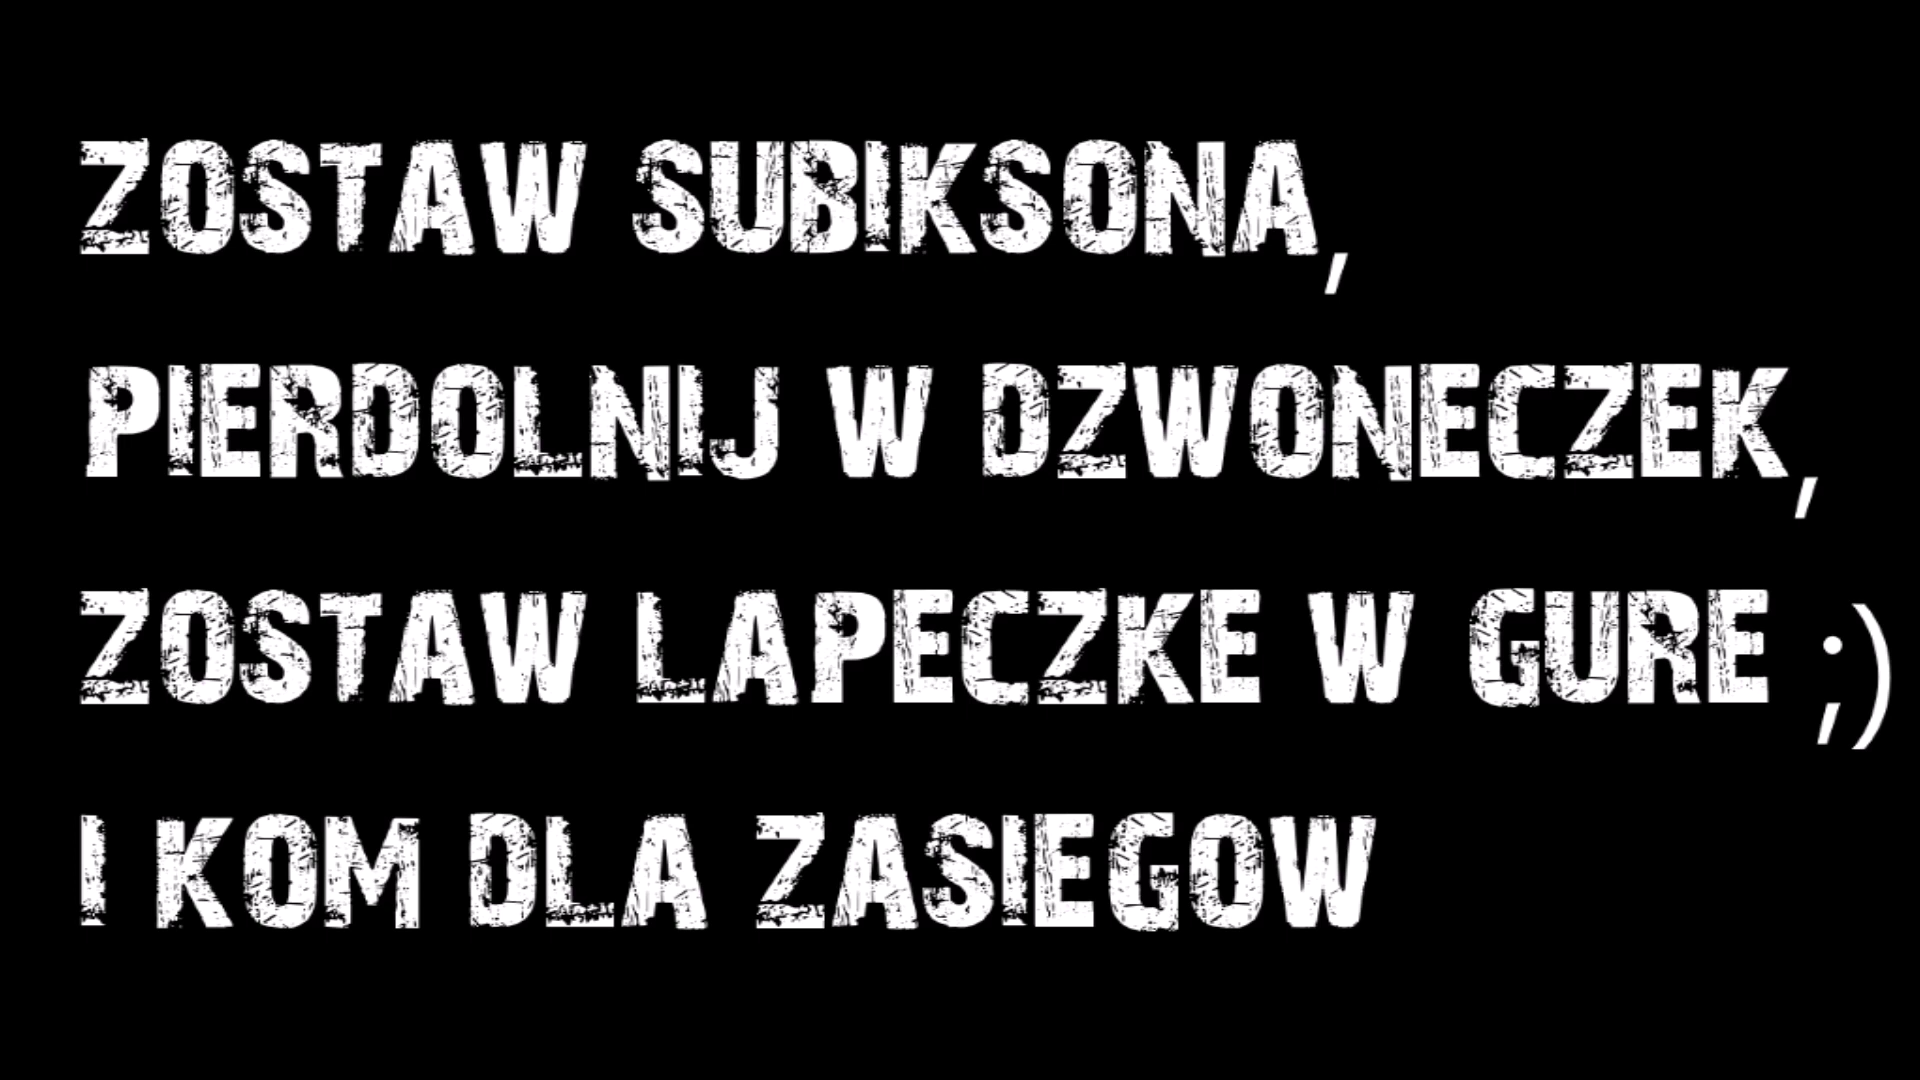 ZOSTAW SUBIKSONA,
PIERDOLNIJ W DZWONECZEK,
ZOSTAW LAPECZKE W GURE ;)
I KOM DLA ZASIEGOW